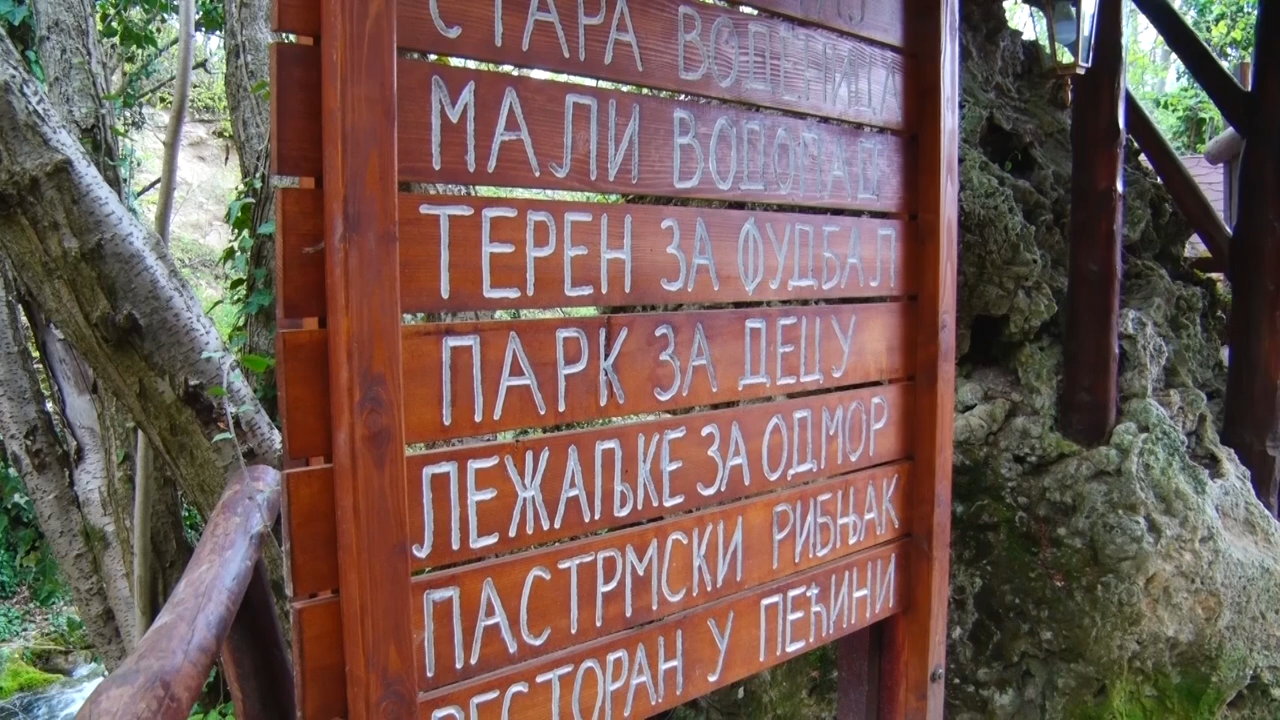 СТАРА ВОДЕНИЦА
МАЛИ ВОДОПАД
ТЕРЕН ЗА ФУДБАЛ
ПАРК ЗА ДЕЦУ
ЛЕЖАЉКЕ ЗА ОДМОР
ПАСТРМСКИ РИБЊАК
РЕСТОРАН У ПЕЋИНИ